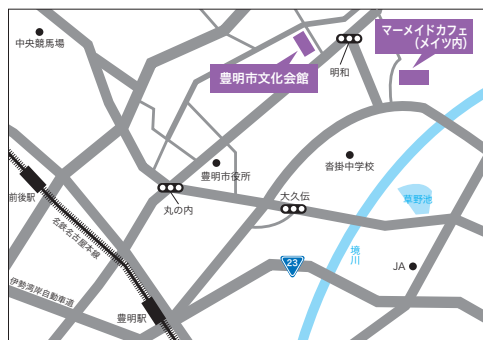 中央競馬場
マーメイドカフェ
(メイツ内)
豊明市文化会館
明和
豊明市役所
沓掛中学校
前後駅
丸の内
大久伝
草野池
名鉄名古屋本線
境川
23
JA
伊勢湾岸自動車道
豊明駅